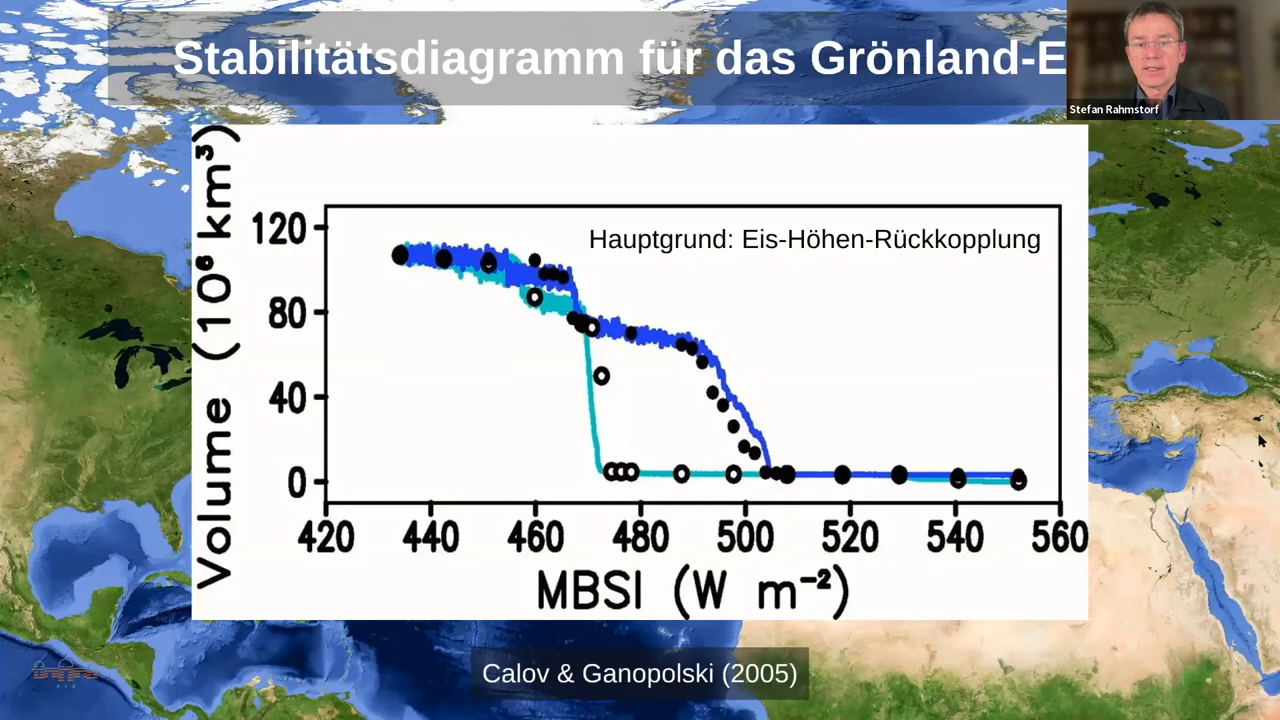 Stabilitätsdiagramm für das Grönland-E
Stefan Rahmstorf
Volume (10⁶ km³)
Hauptgrund: Eis-Höhen-Rückkopplung
120
80
40
0
420 440 460 480 500 520 540 560
MBSI (W m⁻²)
Calov & Ganopolski (2005)